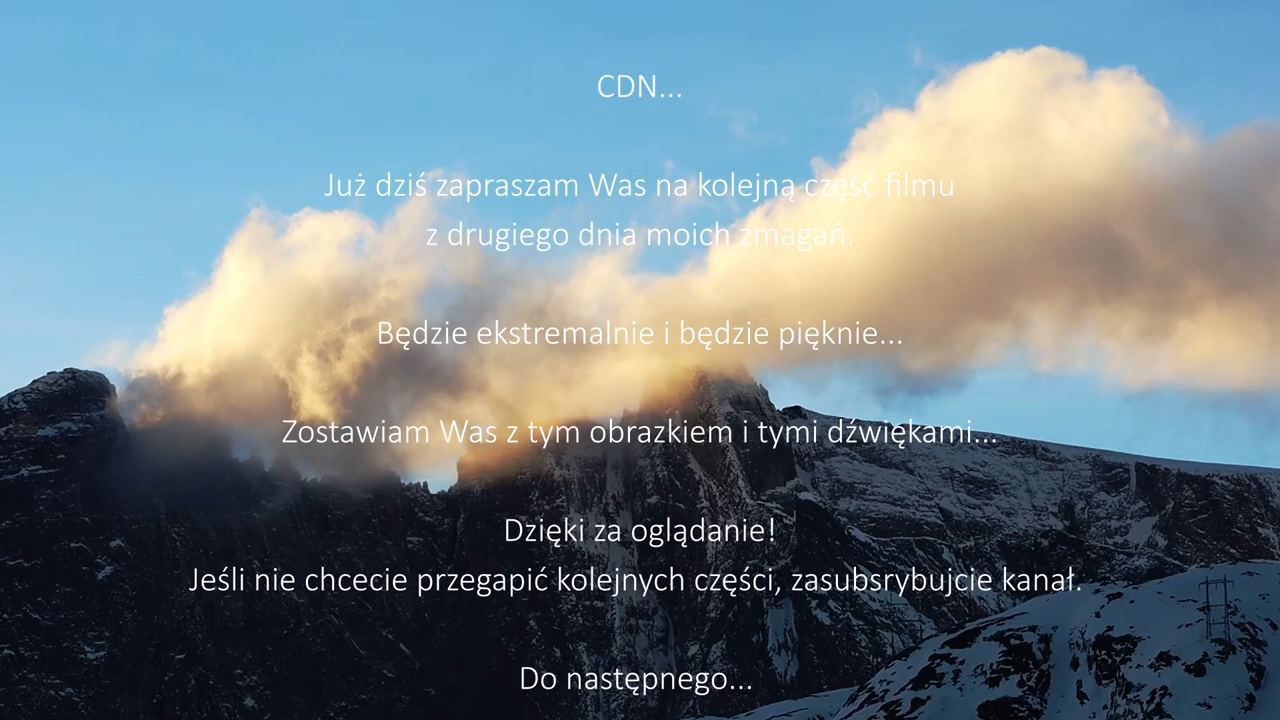 CDN...
Już dziś zapraszam Was na kolejną część filmu
z drugiego dnia moich zmagań.
Będzie ekstremalnie i będzie pięknie...
Zostawiam Was z tym obrazkiem i tymi dźwiękami...
Dzięki za oglądanie!
Jeśli nie chcecie przegapić kolejnych części, zasubsrybujcie kanał.
Do następnego...